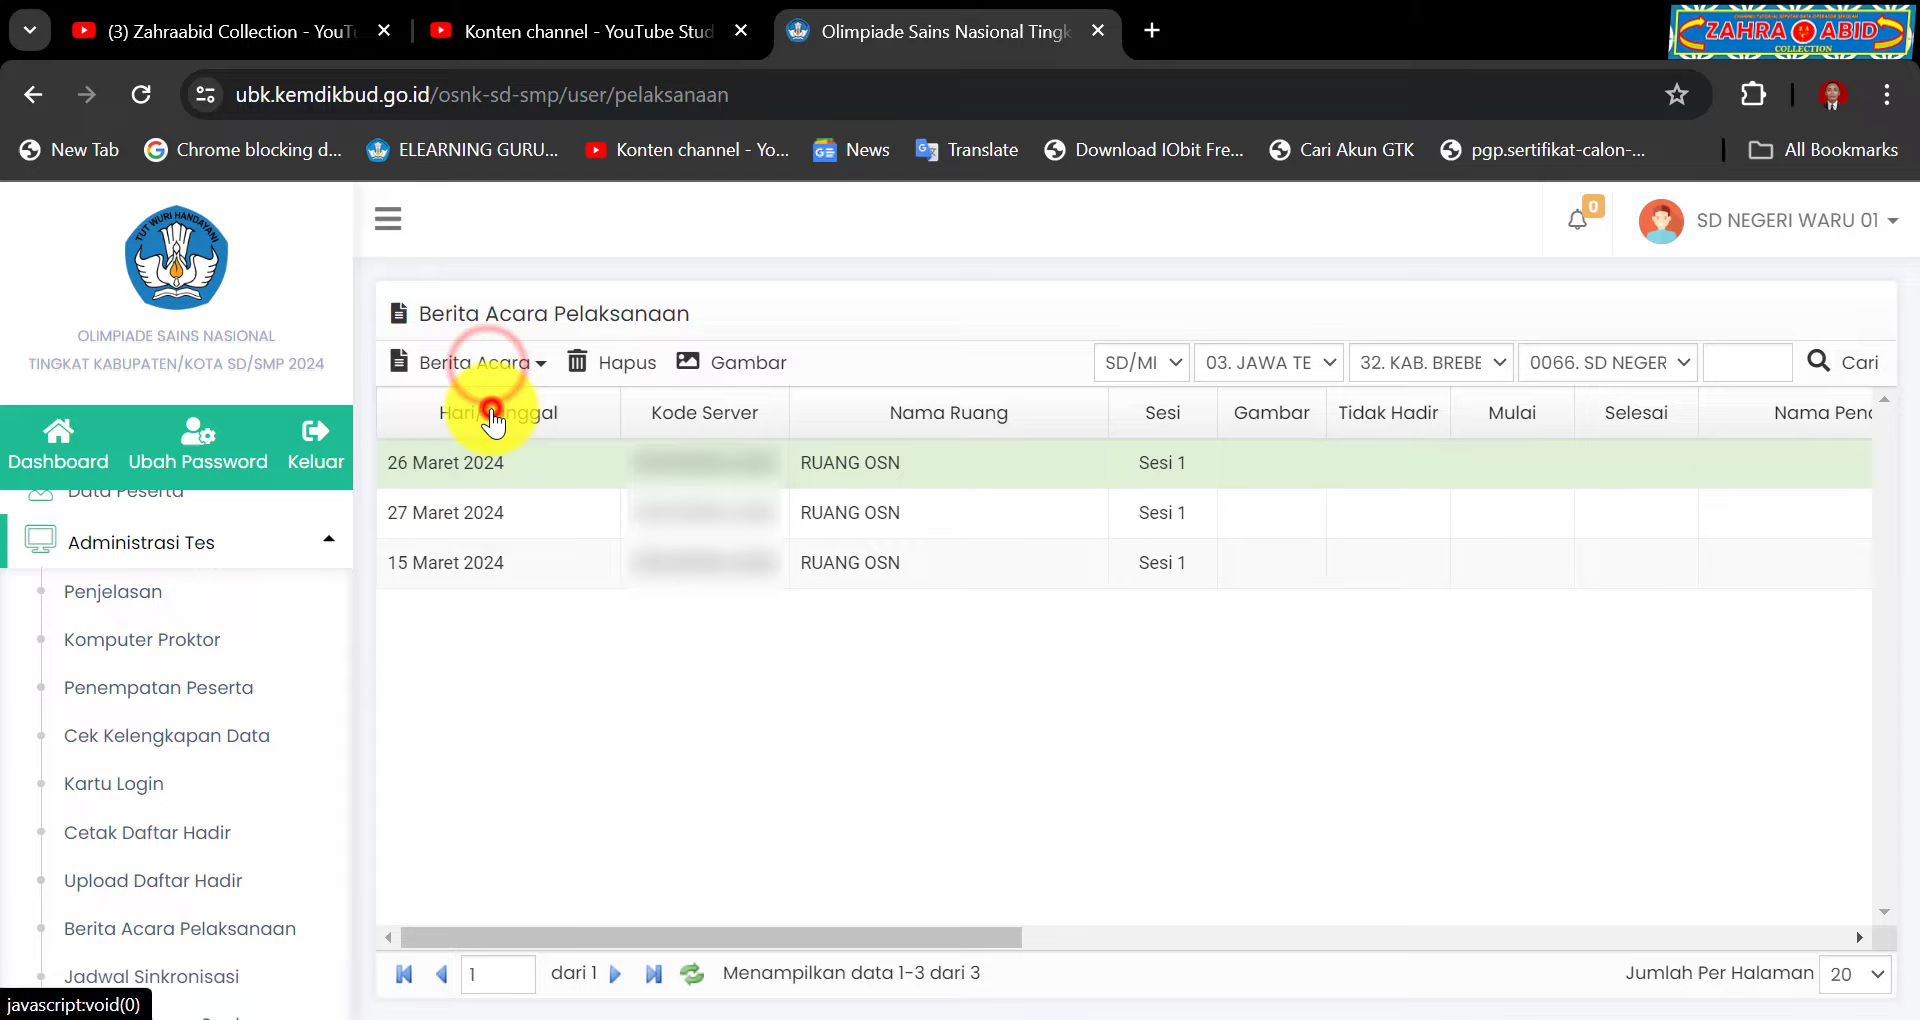 (3) Zahraabid Collection - YouTu
Konten channel - YouTube Stud
Olimpiade Sains Nasional Tingk
ZAHRA ABID
COLLECTION
ubk.kemdikbud.go.id/osnk-sd-smp/user/pelaksanaan
New Tab
Chrome blocking d...
ELEARNING GURU...
Konten channel - Yo...
News
Translate
Download IObit Fre...
Cari Akun GTK
pgp.sertifikat-calon-...
All Bookmarks
TUT WURI HANDAYANI
OLIMPIADE SAINS NASIONAL
TINGKAT KABUPATEN/KOTA SD/SMP 2024
0
SD NEGERI WARU 01
Berita Acara Pelaksanaan
Berita Acara
Hapus
Gambar
SD/MI
03. JAWA TE
32. KAB. BREBE
0066. SD NEGER
Cari
Kode Server
Nama Ruang
Sesi
Gambar
Tidak Hadir
Mulai
Selesai
Nama Penc
26 Maret 2024 RUANG OSN Sesi 1
27 Maret 2024 RUANG OSN Sesi 1
15 Maret 2024 RUANG OSN Sesi 1
Dashboard
Ubah Password
Keluar
Data Peserta
Administrasi Tes
Penjelasan
Komputer Proktor
Penempatan Peserta
Cek Kelengkapan Data
Kartu Login
Cetak Daftar Hadir
Upload Daftar Hadir
Berita Acara Pelaksanaan
Jadwal Sinkronisasi
1 dari 1
Menampilkan data 1-3 dari 3
Jumlah Per Halaman 20
javascript:void(0)